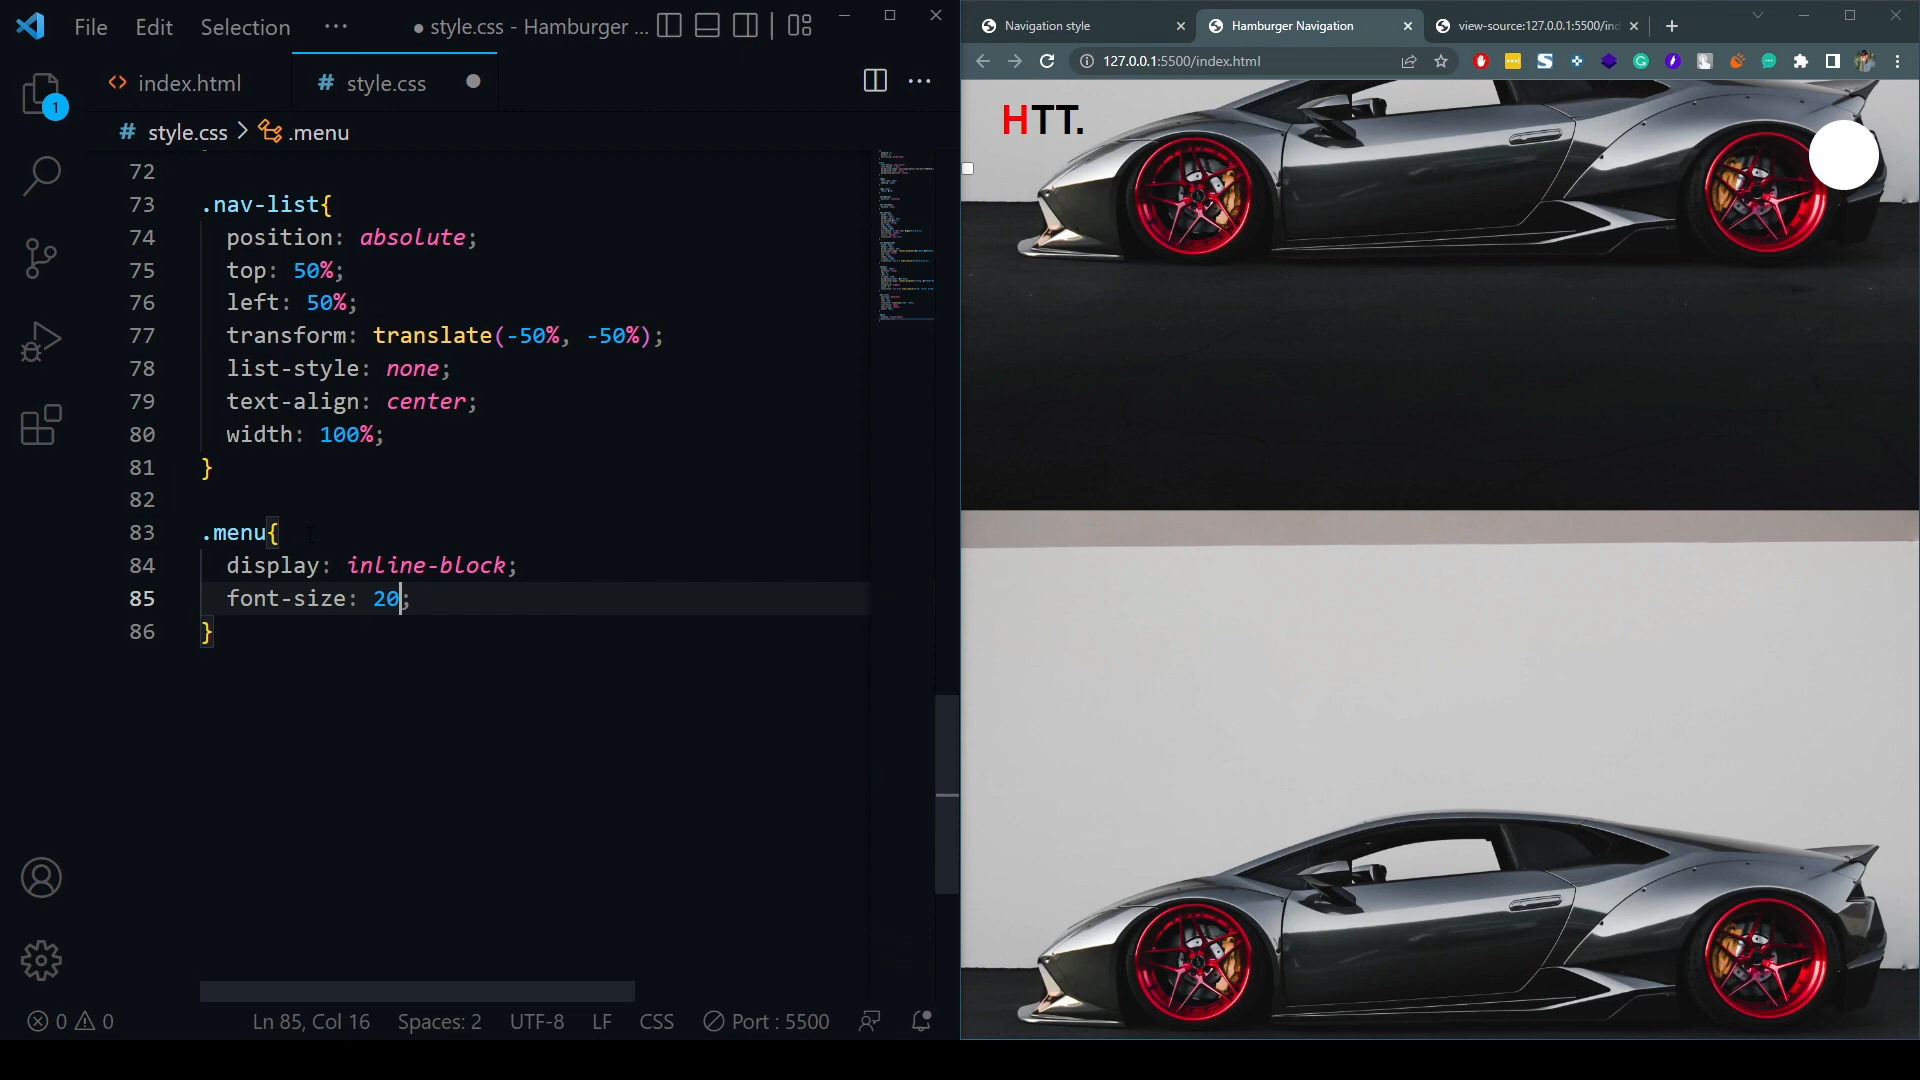 File Edit Selection ··· ● style.css - Hamburger ...
index.html
# style.css ●
# style.css > .menu
72
73 .nav-list{
74 position: absolute;
75 top: 50%;
76 left: 50%;
77 transform: translate(-50%, -50%);
78 list-style: none;
79 text-align: center;
80 width: 100%;
81 }
82
83 .menu{
84 display: inline-block;
85 font-size: 20;
86 }
1
0 0
Ln 85, Col 16 Spaces: 2 UTF-8 LF CSS Port : 5500
Navigation style
Hamburger Navigation
view-source:127.0.0.1:5500/ind
127.0.0.1:5500/index.html
HTT.